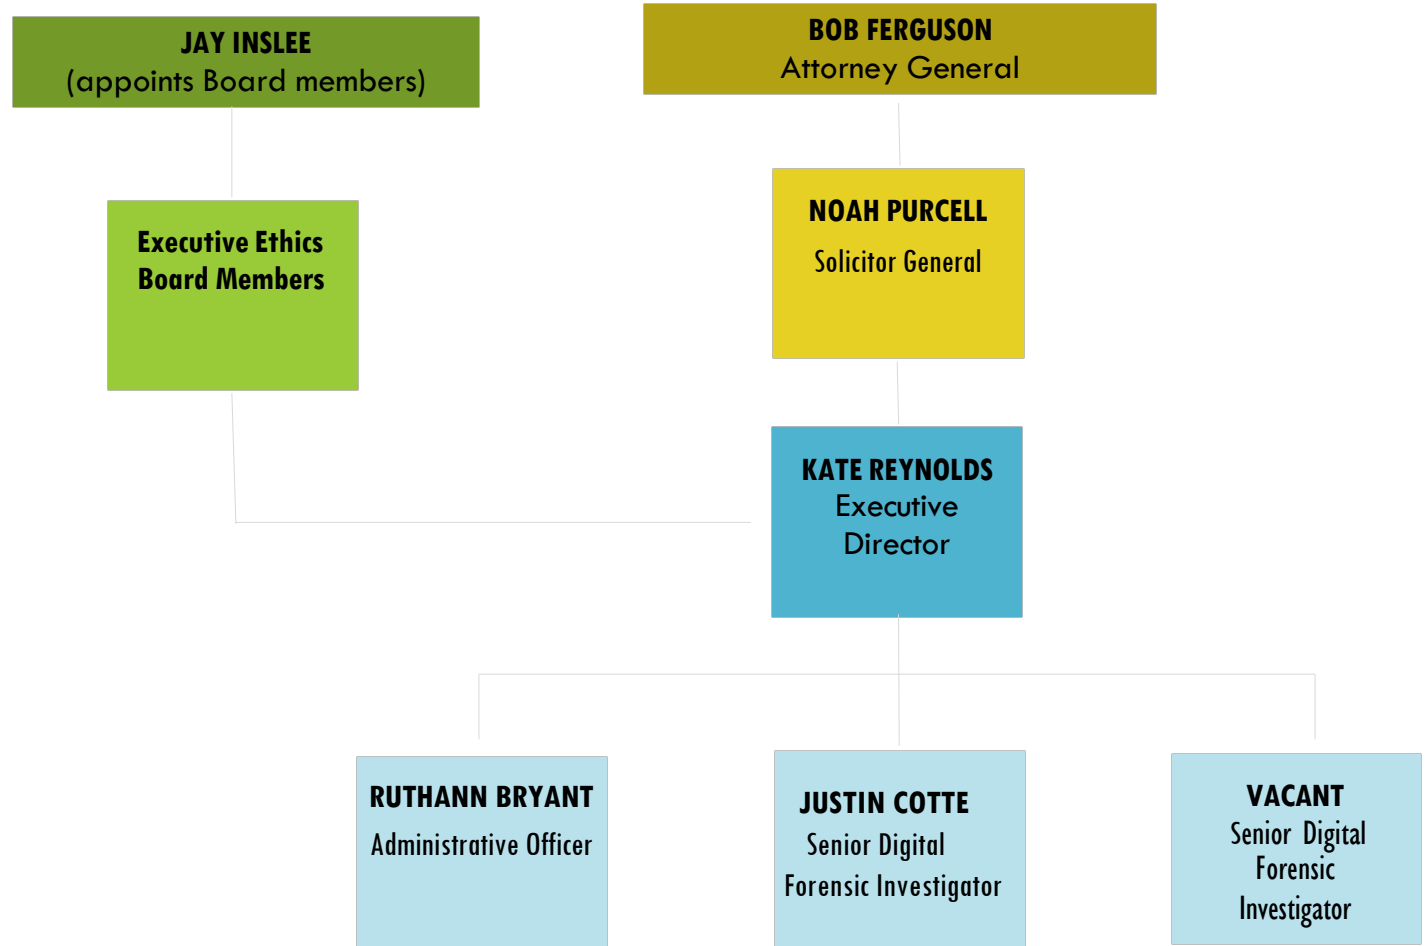 JAY INSLEE
(appoints Board members)
BOB FERGUSON
Attorney General
Executive Ethics
Board Members
NOAH PURCELL
Solicitor General
KATE REYNOLDS
Executive
Director
RUTHANN BRYANT
Administrative Officer
JUSTIN COTTE
Senior Digital
Forensic Investigator
VACANT
Senior Digital
Forensic
Investigator